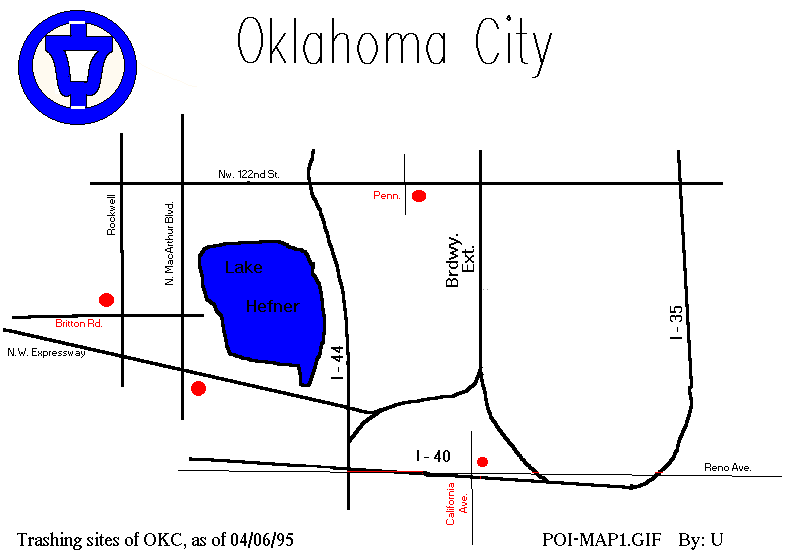 Oklahoma City
Nw. 122nd St.
Penn.
Rockwell
N. MacArthur Blvd.
Brdwy.
Ext.
Lake
Hefner
I - 35
Britton Rd.
I - 44
N.W. Expressway
I - 40
Reno Ave.
California
Ave.
Trashing sites of OKC, as of 04/06/95
POI-MAP1.GIF By: U